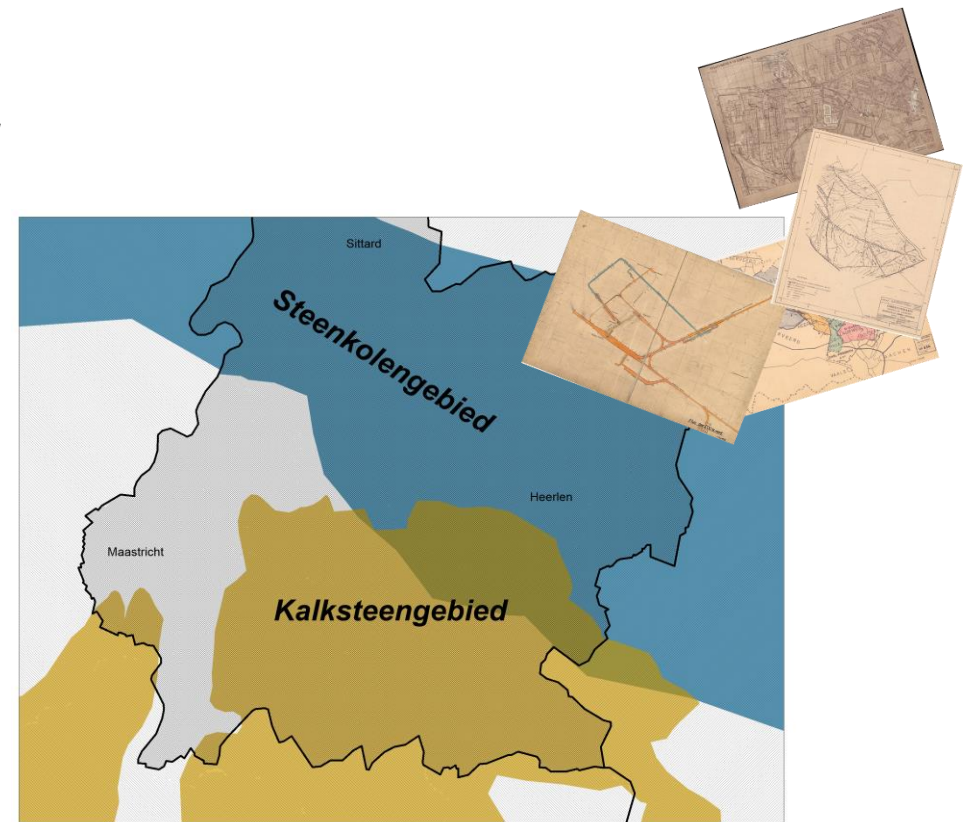 Sittard
Steenkolengebied
Heerlen
Maastricht
Kalksteengebied